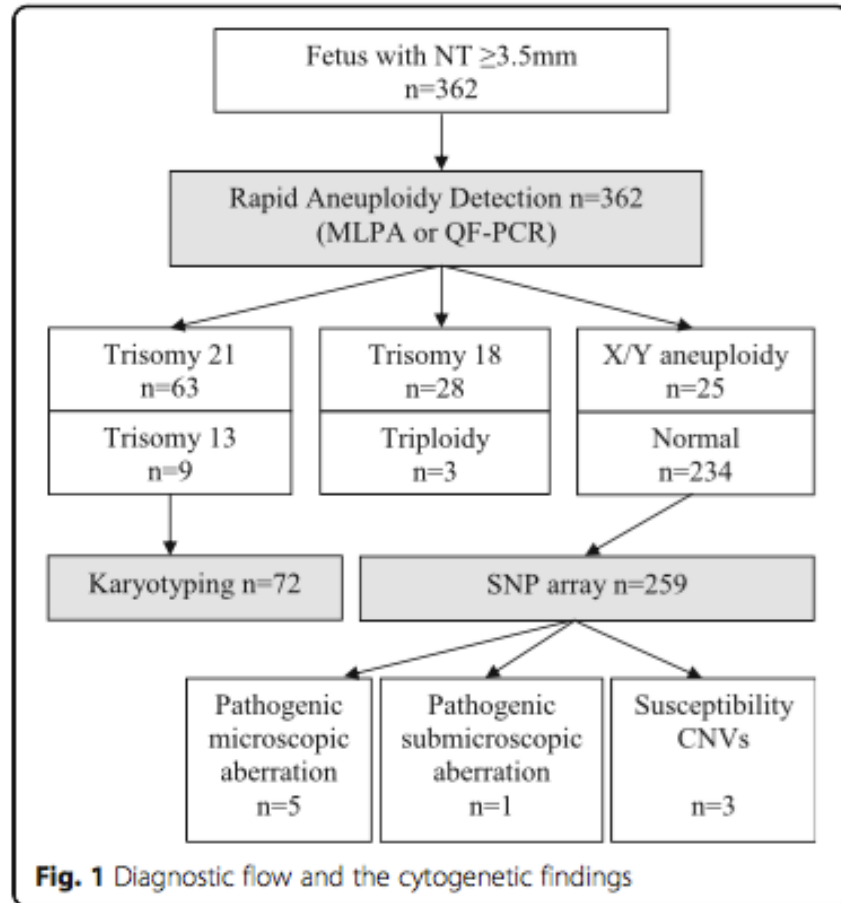 Fetus with NT ≥3.5mm
n=362
Rapid Aneuploidy Detection n=362
(MLPA or QF-PCR)
Trisomy 21
n=63
Trisomy 18
n=28
X/Y aneuploidy
n=25
Trisomy 13
n=9
Triploidy
n=3
Normal
n=234
Karyotyping n=72
SNP array n=259
Pathogenic
microscopic
aberration
n=5
Pathogenic
submicroscopic
aberration
n=1
Susceptibility
CNVs
n=3
Fig. 1 Diagnostic flow and the cytogenetic findings